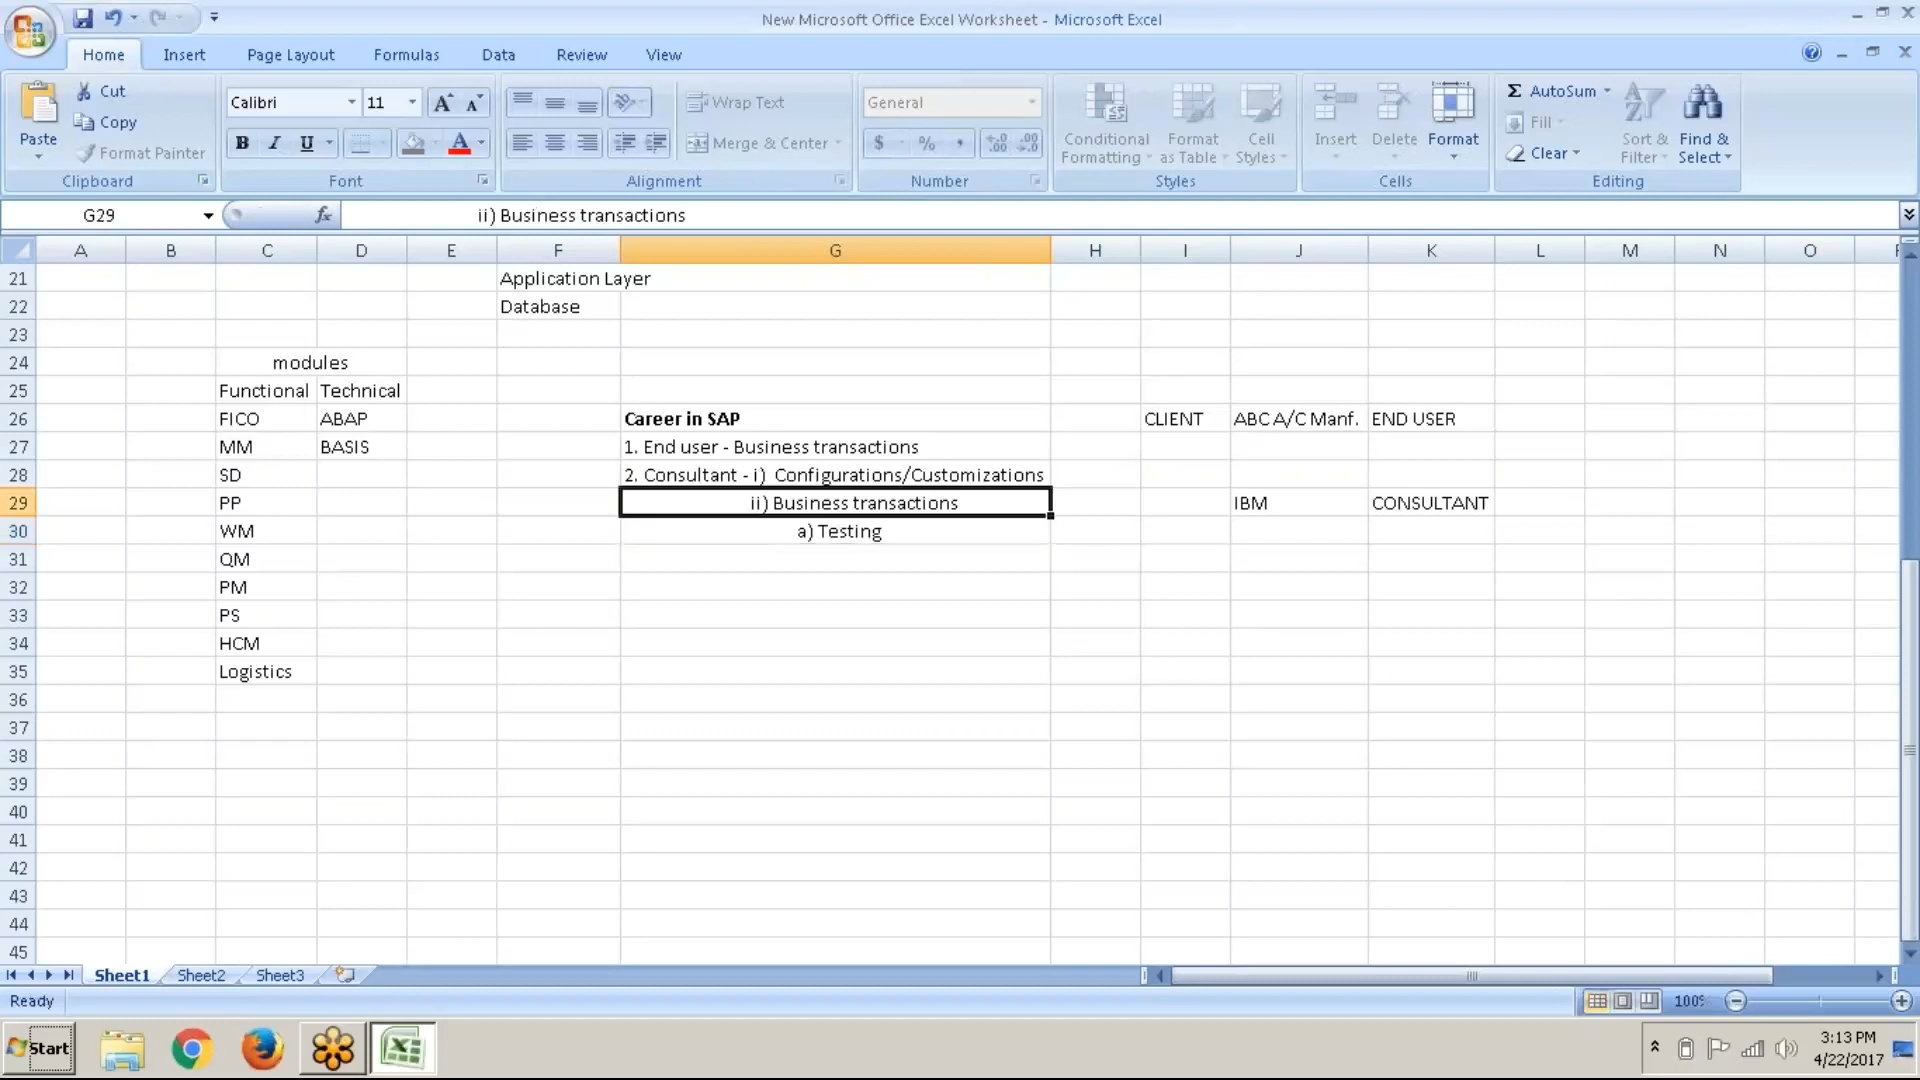 New Microsoft Office Excel Worksheet - Microsoft Excel
Home Insert Page Layout Formulas Data Review View
Paste
Cut
Copy
Format Painter
Clipboard
Calibri 11
B I U A
Font
Wrap Text
Merge & Center
Alignment
General
$ % ,
Number
Conditional Formatting
Format as Table
Cell Styles
Styles
Insert Delete Format
Cells
Σ AutoSum
Fill
Clear
Sort & Filter
Find & Select
Editing
G29 fx ii) Business transactions
A B C D E F G H I J K L M N O
21 Application Layer
22 Database
23
24 modules
25 Functional Technical
26 FICO ABAP Career in SAP CLIENT ABC A/C Manf. END USER
27 MM BASIS 1. End user - Business transactions
28 SD 2. Consultant - i) Configurations/Customizations
29 PP ii) Business transactions IBM CONSULTANT
30 WM a) Testing
31 QM
32 PM
33 PS
34 HCM
35 Logistics
36
37
38
39
40
41
42
43
44
45
Sheet1 Sheet2 Sheet3
Ready
Start
3:13 PM
4/22/2017